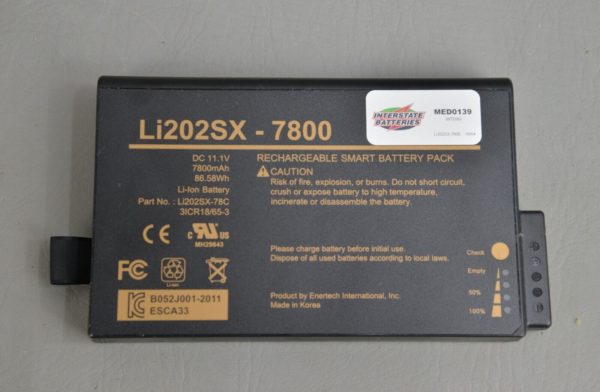 INTERSTATE
BATTERIES
MED0139
Li202SX - 7800
DC 11.1V
7800mAh
86.58Wh
Li-Ion Battery
Part No. : Li202SX-78C
3ICR18/65-3
RECHARGEABLE SMART BATTERY PACK
CAUTION
Risk of fire, explosion, or burns. Do not short circuit,
crush or expose battery to high temperature,
incinerate or disassemble the battery.
CE
c RU us
MH29643
Please charge battery before initial use.
Dispose of all used batteries according to local laws.
Check
Empty
50%
100%
FC
Li-ion
B052J001-2011
ESCA33
Product by Enertech International, Inc.
Made in Korea